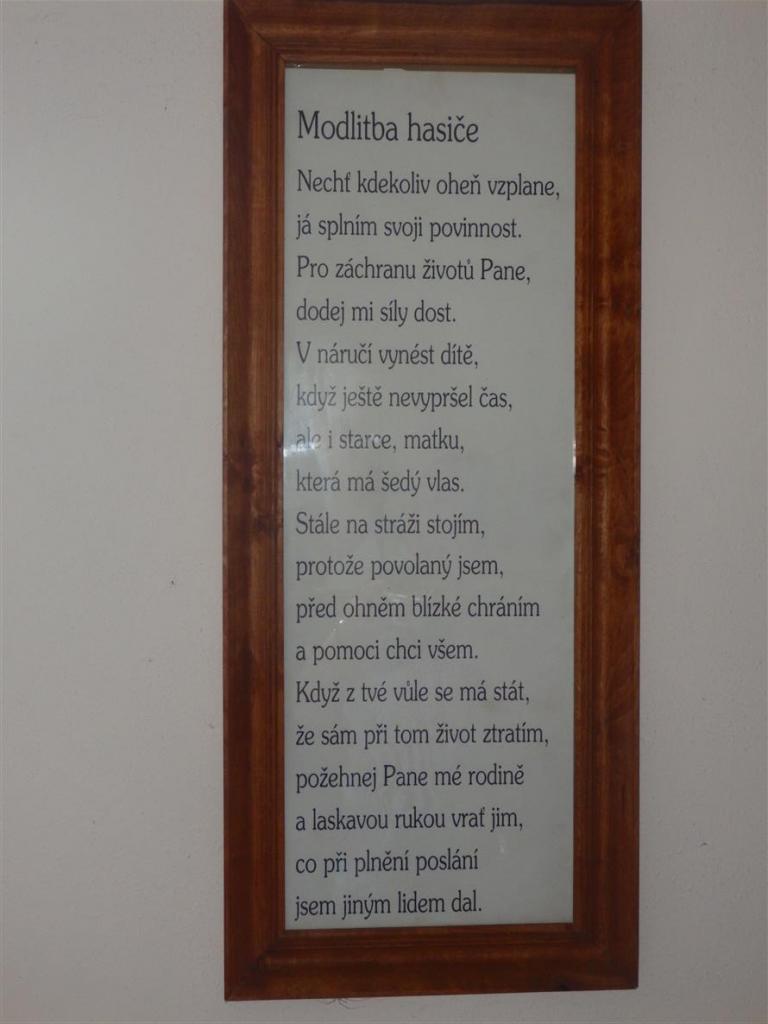 Modlitba hasiče
Nechť kdekoliv oheň vzplane,
já splním svoji povinnost.
Pro záchranu životů Pane,
dodej mi síly dost.
V náručí vynést dítě,
když ještě nevypršel čas,
ale i starce, matku,
která má šedý vlas.
Stále na stráži stojím,
protože povolaný jsem,
před ohněm blízké chráním
a pomoci chci všem.
Když z tvé vůle se má stát,
že sám při tom život ztratím,
požehnej Pane mé rodině
a laskavou rukou vrať jim,
co při plnění poslání
jsem jiným lidem dal.